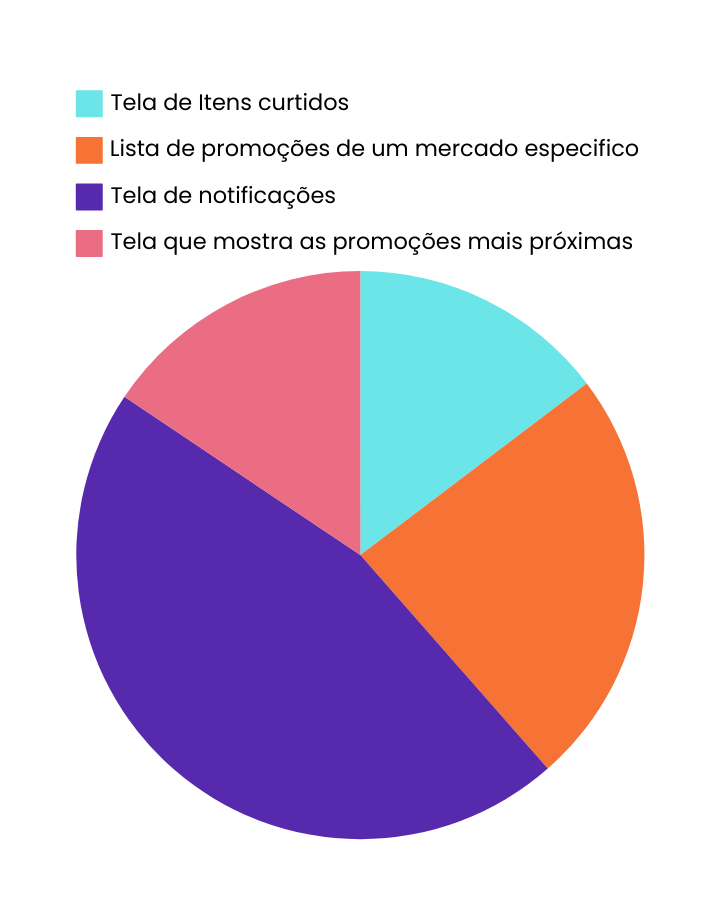 Tela de Itens curtidos
Lista de promoções de um mercado especifico
Tela de notificações
Tela que mostra as promoções mais próximas